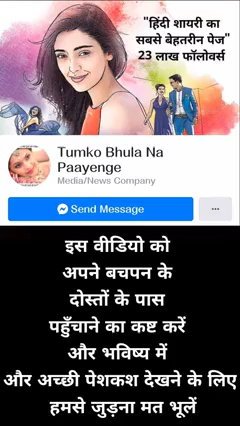 "हिंदी शायरी का
सबसे बेहतरीन पेज"
23 लाख फॉलोवर्स
Tumko Bhula Na
Paayenge
Media/News Company
Send Message
इस वीडियो को
अपने बचपन के
दोस्तों के पास
पहुँचाने का कष्ट करें
और भविष्य में
और अच्छी पेशकश देखने के लिए
हमसे जुड़ना मत भूलें